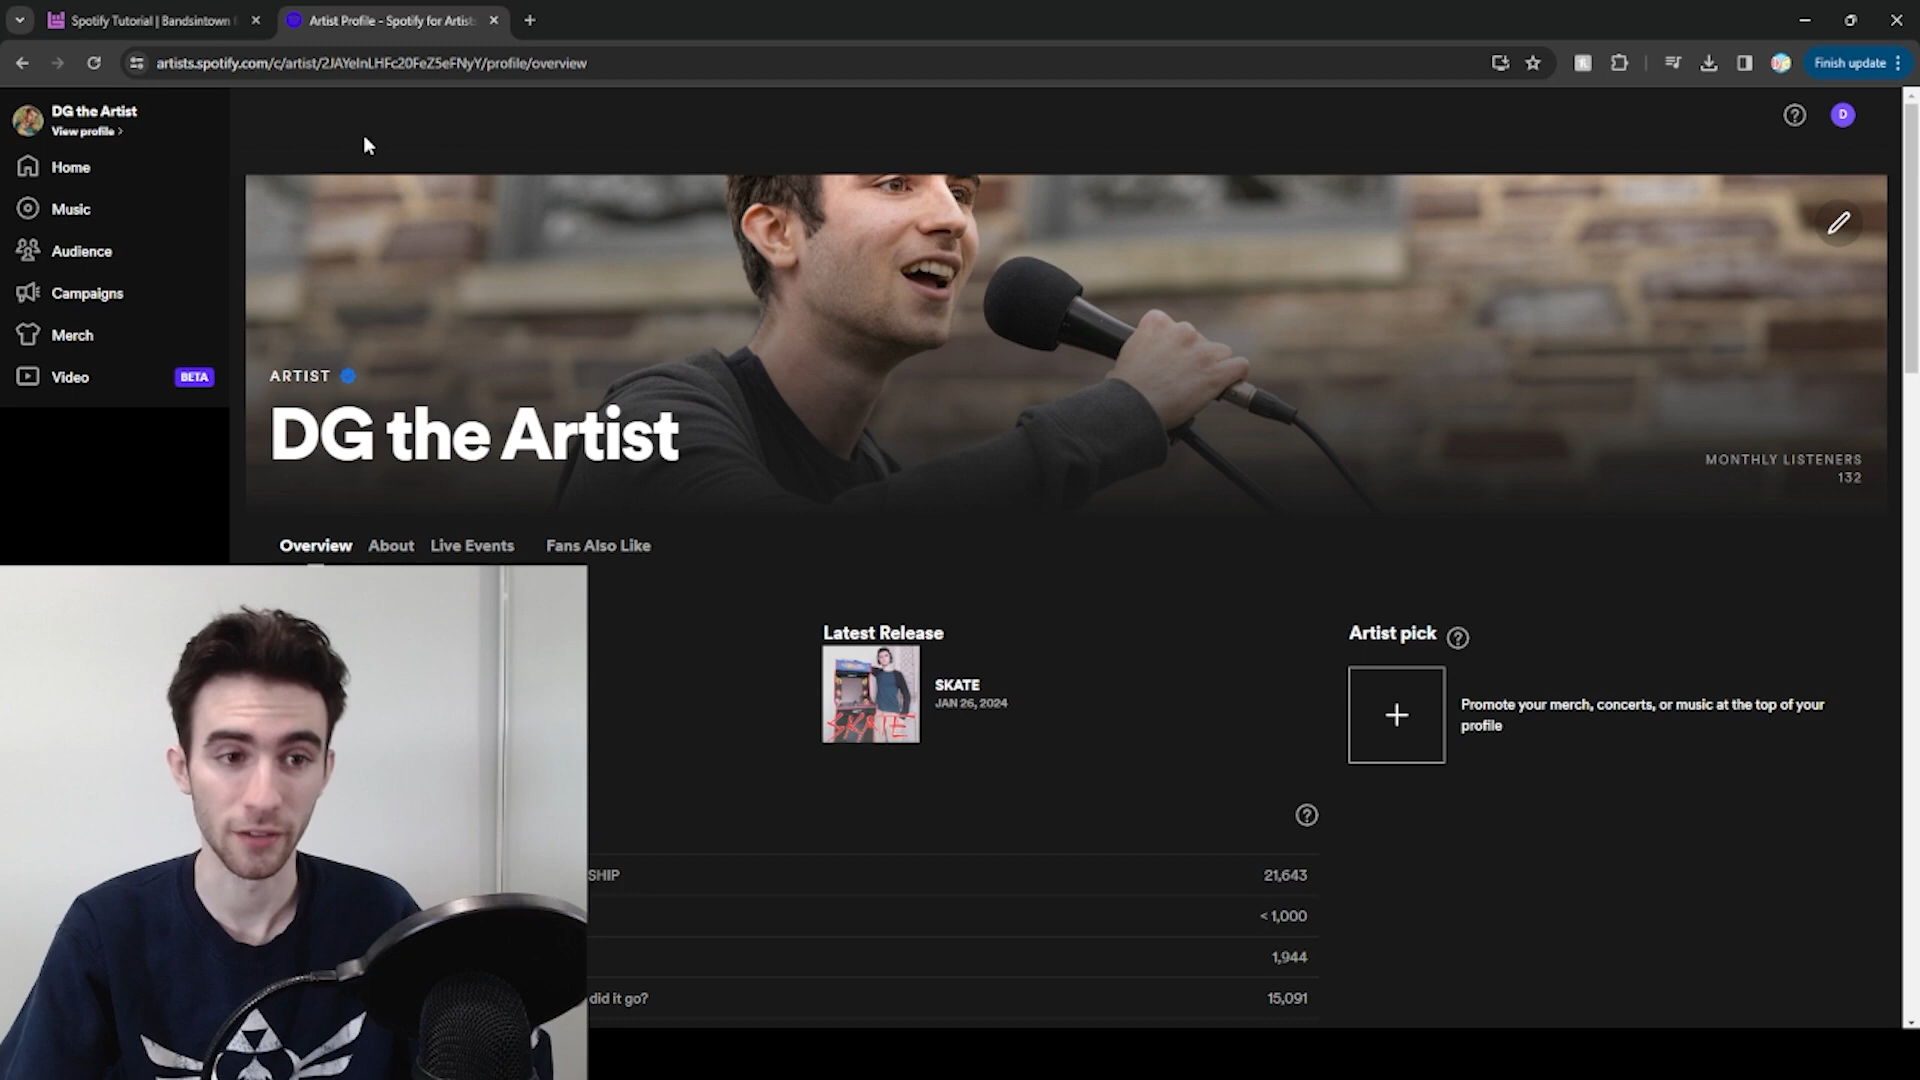 Spotify Tutorial | Bandsintown
Artist Profile - Spotify for Artist
artists.spotify.com/c/artist/2JAYeInLHFc20FeZ5eFNyY/profile/overview
Finish update
DG the Artist
View profile >
D
Home
Music
Audience
Campaigns
Merch
Video
BETA
ARTIST
DG the Artist
MONTHLY LISTENERS
132
Overview
About
Live Events
Fans Also Like
Latest Release
SKATE
SKATE
JAN 26, 2024
Artist pick
Promote your merch, concerts, or music at the top of your
profile
SHIP
21,643
<1,000
1,944
did it go?
15,091